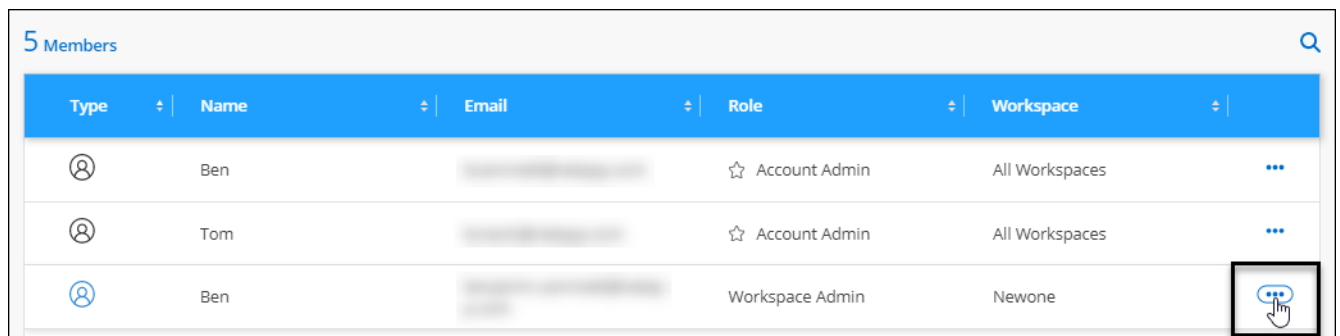 5 Members
Type Name Email Role Workspace
Ben Account Admin All Workspaces
Tom Account Admin All Workspaces
Ben Workspace Admin Newone